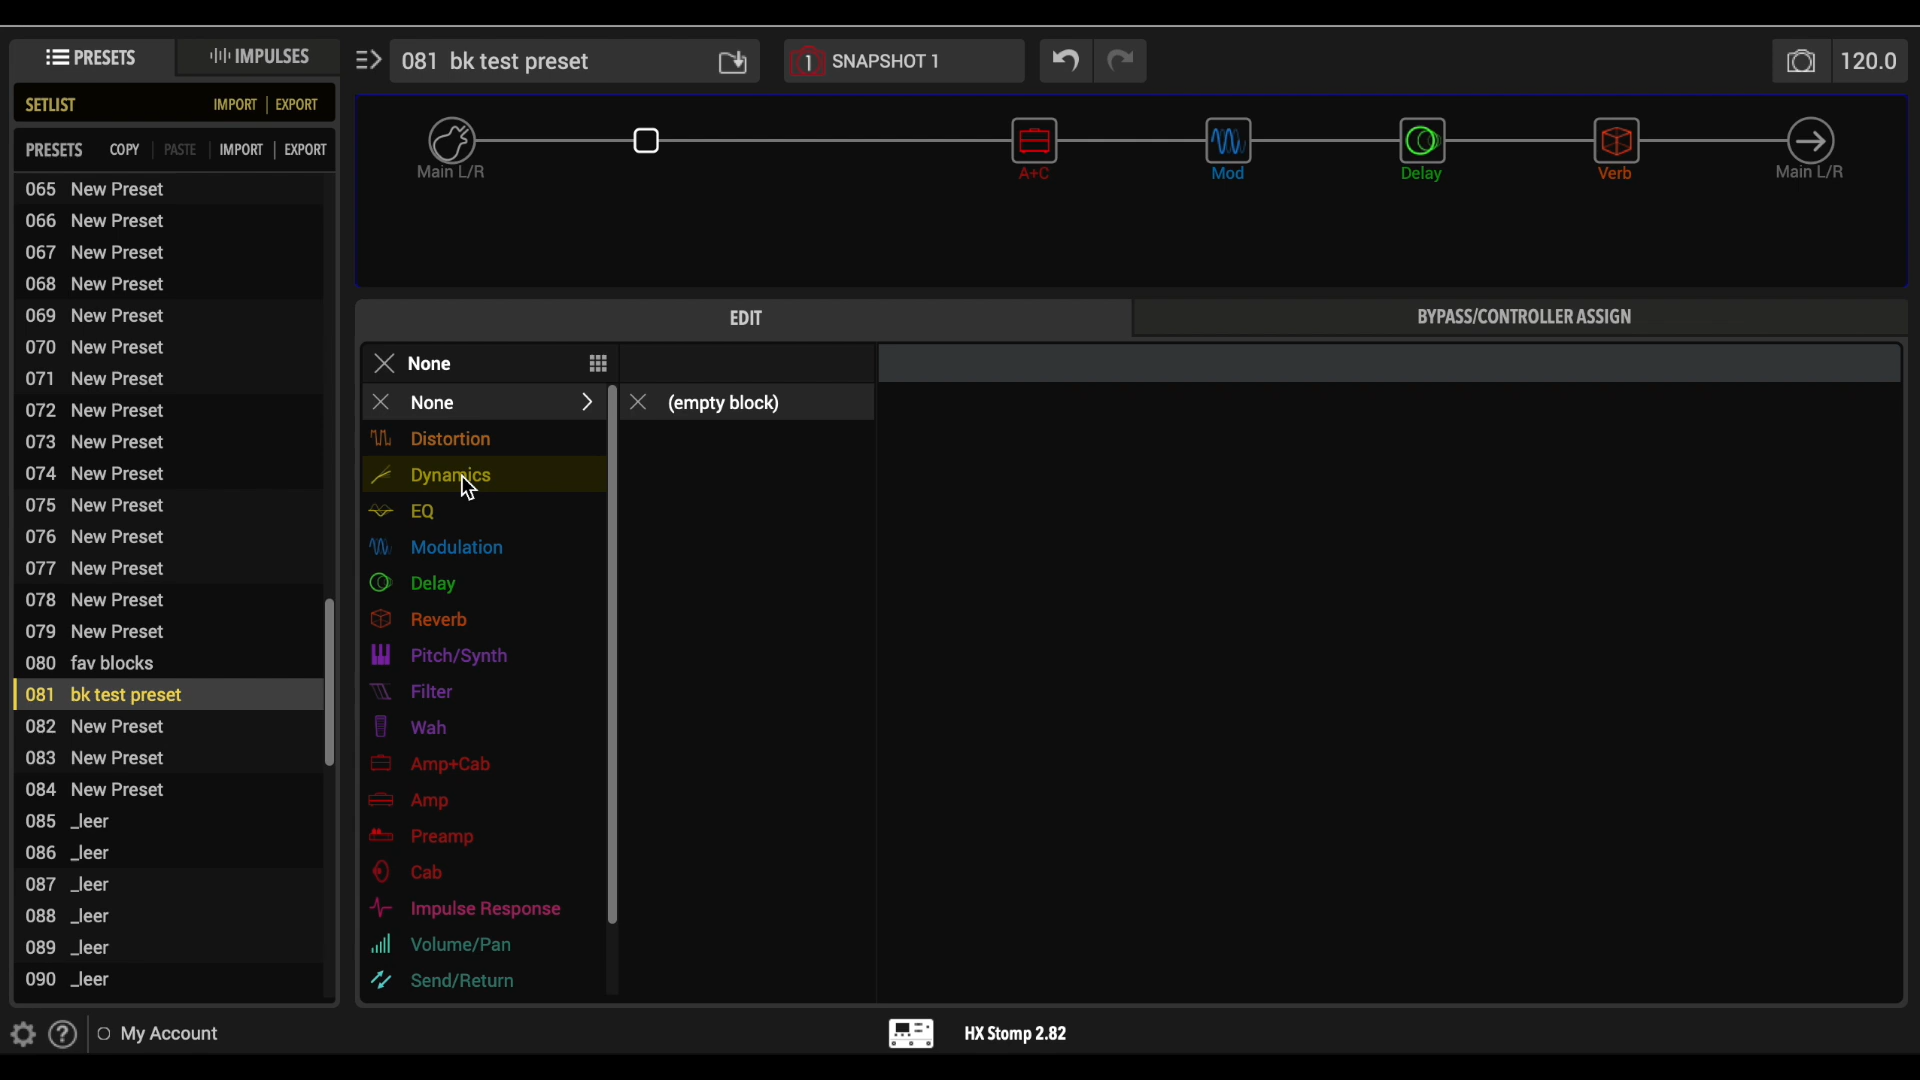 PRESETS
IMPULSES
081 bk test preset
1
SNAPSHOT 1
120.0
SETLIST
IMPORT
EXPORT
PRESETS
COPY
PASTE
IMPORT
EXPORT
065 New Preset
066 New Preset
067 New Preset
068 New Preset
069 New Preset
070 New Preset
071 New Preset
072 New Preset
073 New Preset
074 New Preset
075 New Preset
076 New Preset
077 New Preset
078 New Preset
079 New Preset
080 fav blocks
081 bk test preset
082 New Preset
083 New Preset
084 New Preset
085 _leer
086 _leer
087 _leer
088 _leer
089 _leer
090 _leer
Main L/R
A+C
Mod
Delay
Verb
Main L/R
EDIT
BYPASS/CONTROLLER ASSIGN
None
None
Distortion
Dynamics
EQ
Modulation
Delay
Reverb
Pitch/Synth
Filter
Wah
Amp+Cab
Amp
Preamp
Cab
Impulse Response
Volume/Pan
Send/Return
(empty block)
?
My Account
HX Stomp 2.82